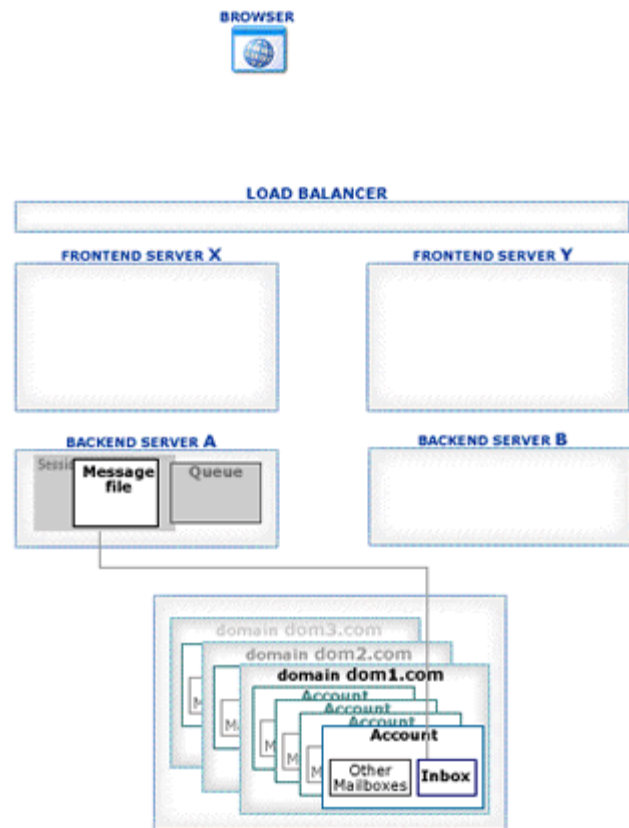 BROWSER
LOAD BALANCER
FRONTEND SERVER X
FRONTEND SERVER Y
BACKEND SERVER A
BACKEND SERVER B
Sessio
Message
file
Queue
domain dom3.com
domain dom2.com
domain dom1.com
Account
Account
Account
Account
M
M
M
M
M
Other
Mailboxes
Inbox